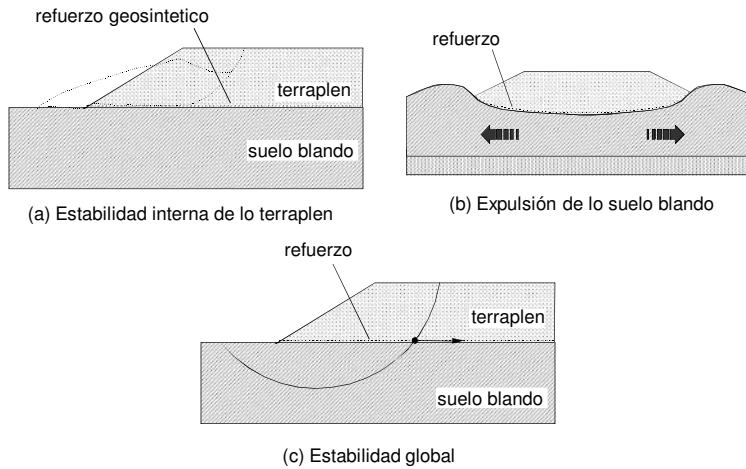 refuerzo geosintetico
terraplen
suelo blando
(a) Estabilidad interna de lo terraplen
refuerzo
(b) Expulsión de lo suelo blando
refuerzo
terraplen
suelo blando
(c) Estabilidad global